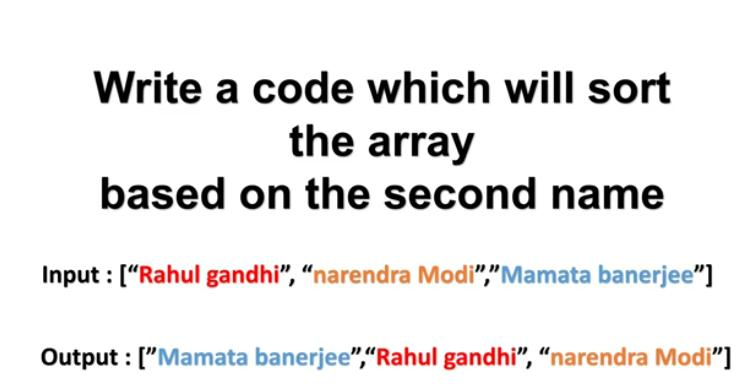 Write a code which will sort
the array
based on the second name
Input : [“Rahul gandhi”, “narendra Modi”,”Mamata banerjee”]
Output : [”Mamata banerjee”,“Rahul gandhi”, “narendra Modi”]